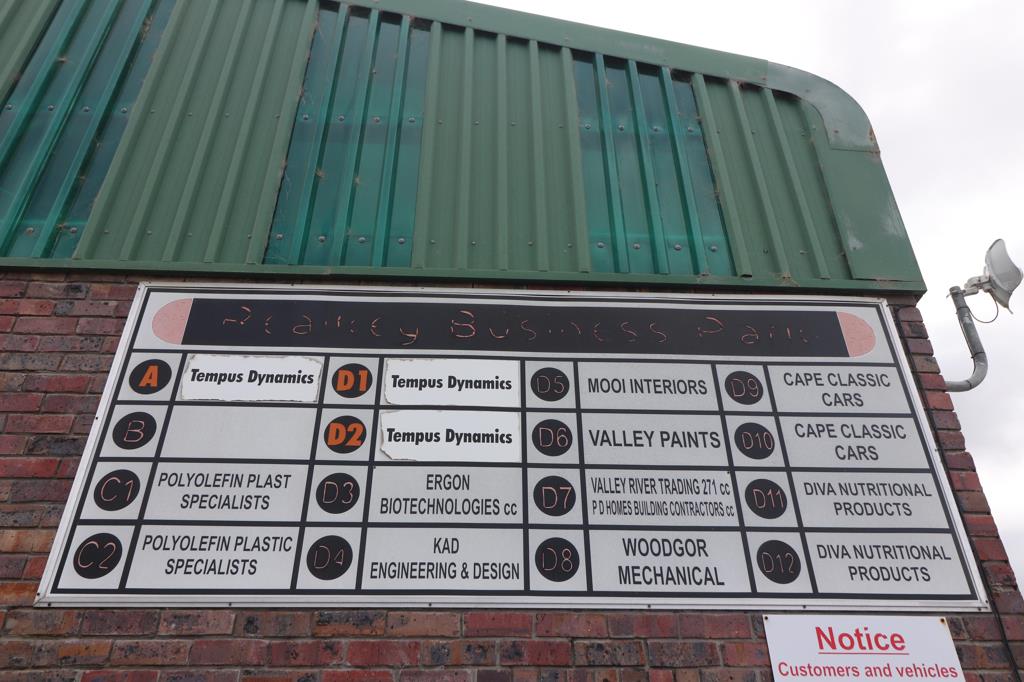 Business Park
A Tempus Dynamics D1 Tempus Dynamics D5 MOOI INTERIORS D9 CAPE CLASSIC CARS
B D2 Tempus Dynamics D6 VALLEY PAINTS D10 CAPE CLASSIC CARS
C1 POLYOLEFIN PLAST SPECIALISTS D3 ERGON BIOTECHNOLOGIES cc D7 VALLEY RIVER TRADING 271 cc P D HOMES BUILDING CONTRACTORS cc D11 DIVA NUTRITIONAL PRODUCTS
C2 POLYOLEFIN PLASTIC SPECIALISTS D4 KAD ENGINEERING & DESIGN D8 WOODGOR MECHANICAL D12 DIVA NUTRITIONAL PRODUCTS
Notice
Customers and vehicles